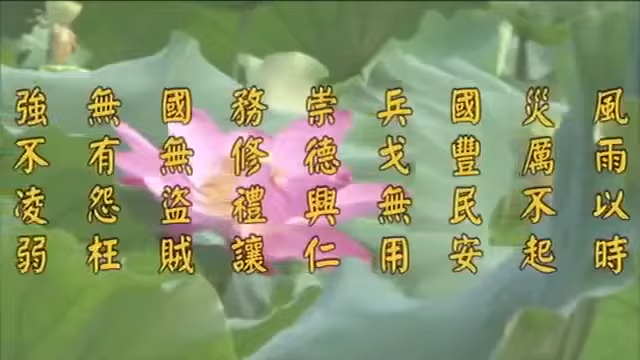 風雨以時
災厲不起
國豐民安
兵戈無用
崇德興仁
務修禮讓
國無盜賊
無有怨枉
強不凌弱